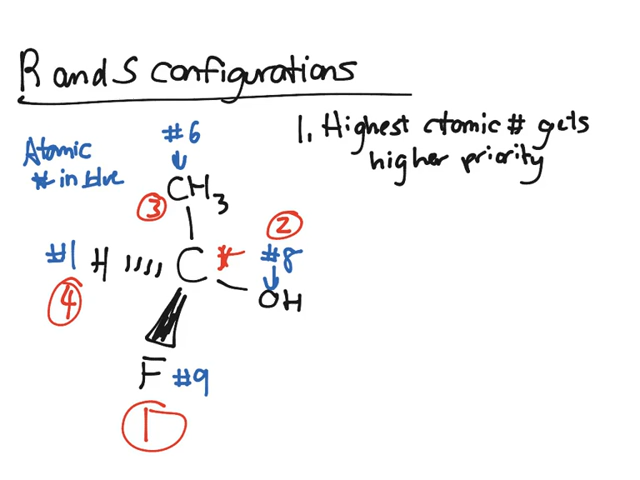 R and S configurations
1. Highest atomic # gets
higher priority
Atomic
# in blue
#6
CH3
3
2
#1 H C * #8
4
OH
F #9
1